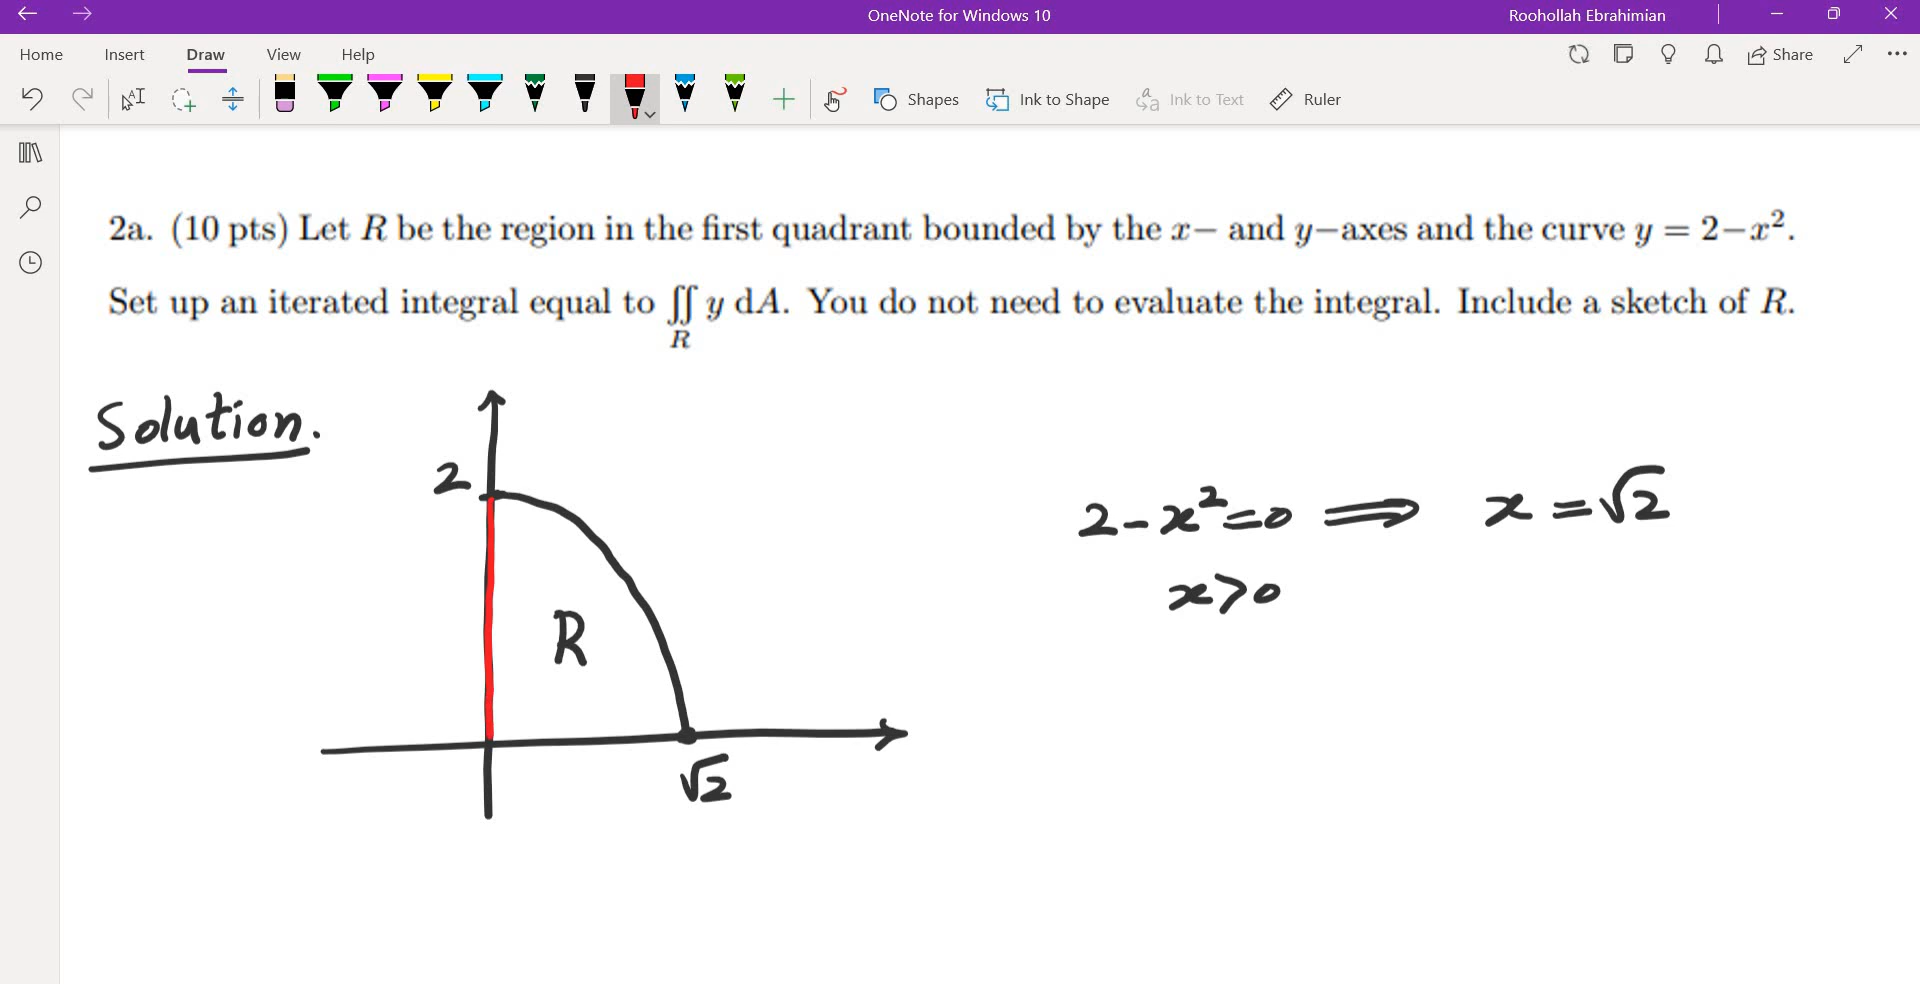 OneNote for Windows 10
Roohollah Ebrahimian
Home Insert Draw View Help
Share
Shapes Ink to Shape Ink to Text Ruler
2a. (10 pts) Let R be the region in the first quadrant bounded by the x− and y−axes and the curve y = 2−x².
Set up an iterated integral equal to ∬ y dA. You do not need to evaluate the integral. Include a sketch of R.
R
Solution.
2
2-x²=0 ⟹ x=√2
x>0
R
√2